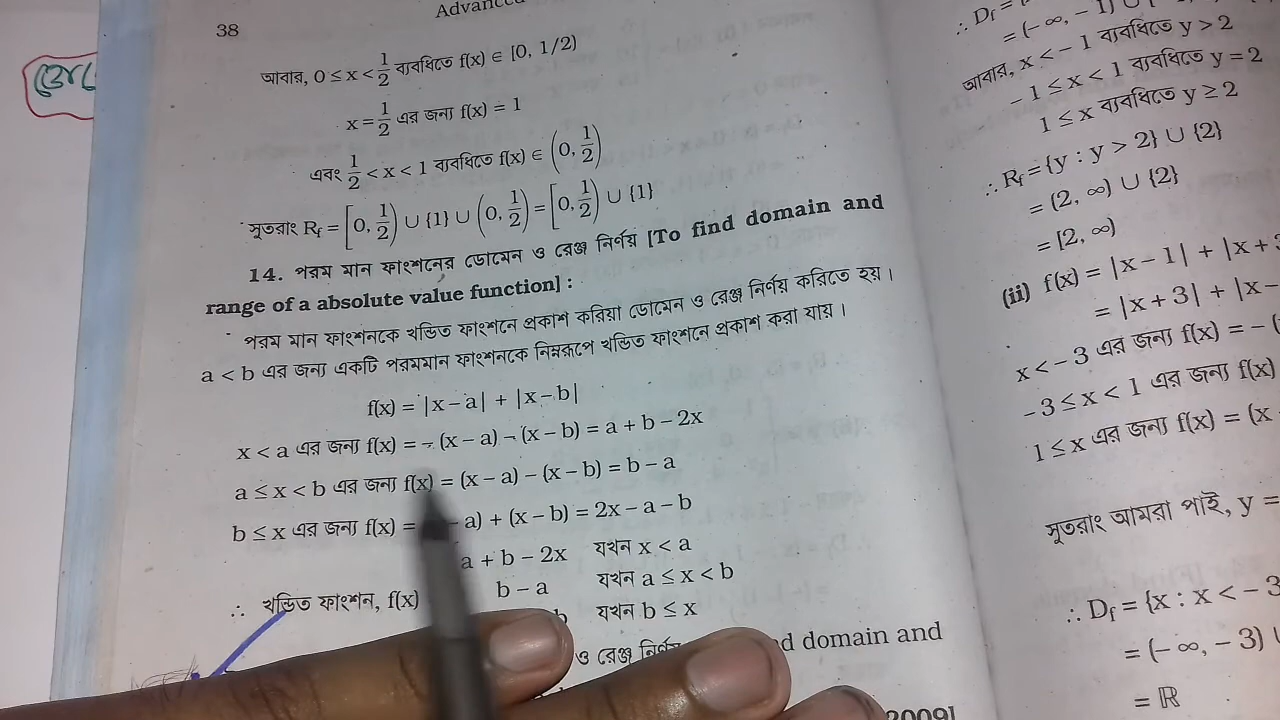 38
Advanced
আবার, 0 ≤ x < 1/2 ব্যবধিতে f(x) ∈ [0, 1/2)
x = 1/2 এর জন্য f(x) = 1
এবং 1/2 < x < 1 ব্যবধিতে f(x) ∈ (0, 1/2)
সুতরাং R_f = [0, 1/2) ∪ {1} ∪ (0, 1/2) = [0, 1/2) ∪ {1}
14. পরম মান ফাংশনের ডোমেন ও রেঞ্জ নির্ণয় [To find domain and
range of a absolute value function] :
পরম মান ফাংশনকে খন্ডিত ফাংশনে প্রকাশ করিয়া ডোমেন ও রেঞ্জ নির্ণয় করিতে হয়।
a < b এর জন্য একটি পরমমান ফাংশনকে নিম্নরূপে খন্ডিত ফাংশনে প্রকাশ করা যায়।
f(x) = |x – a| + |x – b|
x < a এর জন্য f(x) = – (x – a) – (x – b) = a + b – 2x
a ≤ x < b এর জন্য f(x) = (x – a) – (x – b) = b – a
b ≤ x এর জন্য f(x) = – a) + (x – b) = 2x – a – b
a + b – 2x যখন x < a
∴ খন্ডিত ফাংশন, f(x) b – a যখন a ≤ x < b
b যখন b ≤ x
ও রেঞ্জ domain and
2009]
∴ D_f =
= (– ∞, – 1) ∪
আবার, x < – 1 ব্যবধিতে y > 2
– 1 ≤ x < 1 ব্যবধিতে y = 2
1 ≤ x ব্যবধিতে y ≥ 2
∴ R_f = {y : y > 2} ∪ {2}
= (2, ∞) ∪ {2}
= [2, ∞)
(ii) f(x) = |x – 1| + |x +
= |x + 3| + |x –
x < – 3 এর জন্য f(x) = – (
– 3 ≤ x < 1 এর জন্য f(x)
1 ≤ x এর জন্য f(x) = (x
সুতরাং আমরা পাই, y =
∴ D_f = {x : x < – 3
= (– ∞, – 3) ∪
= ℝ